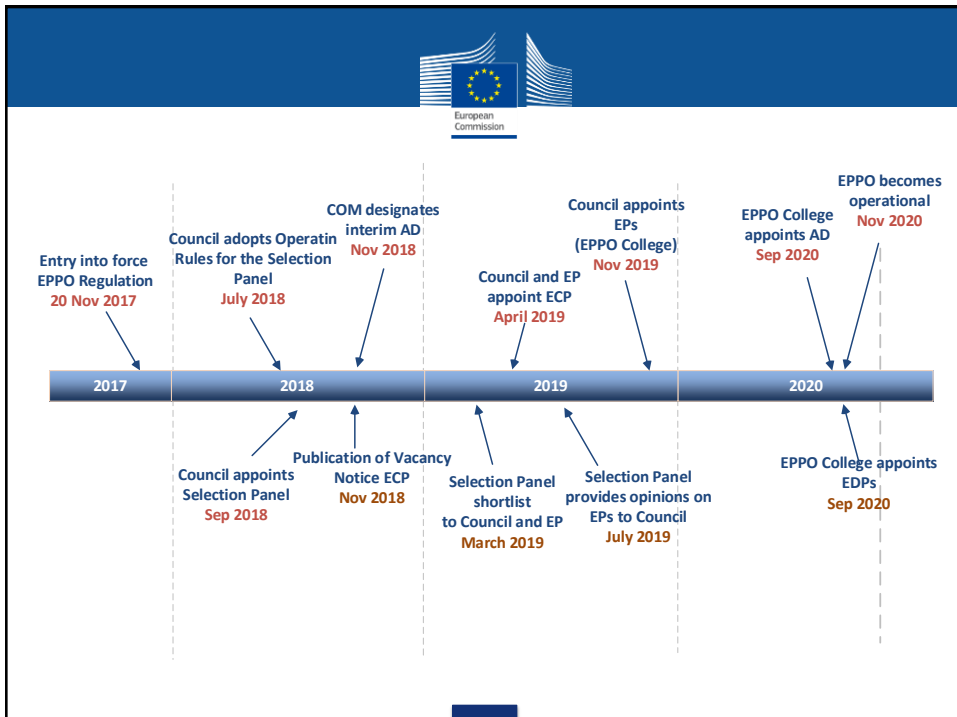 European
Commission
Entry into force
EPPO Regulation
20 Nov 2017
Council adopts Operatin
Rules for the Selection
Panel
July 2018
COM designates
interim AD
Nov 2018
Council and EP
appoint ECP
April 2019
Council appoints
EPs
(EPPO College)
Nov 2019
EPPO College
appoints AD
Sep 2020
EPPO becomes
operational
Nov 2020
2017
2018
2019
2020
Council appoints
Selection Panel
Sep 2018
Publication of Vacancy
Notice ECP
Nov 2018
Selection Panel
shortlist
to Council and EP
March 2019
Selection Panel
provides opinions on
EPs to Council
July 2019
EPPO College appoints
EDPs
Sep 2020